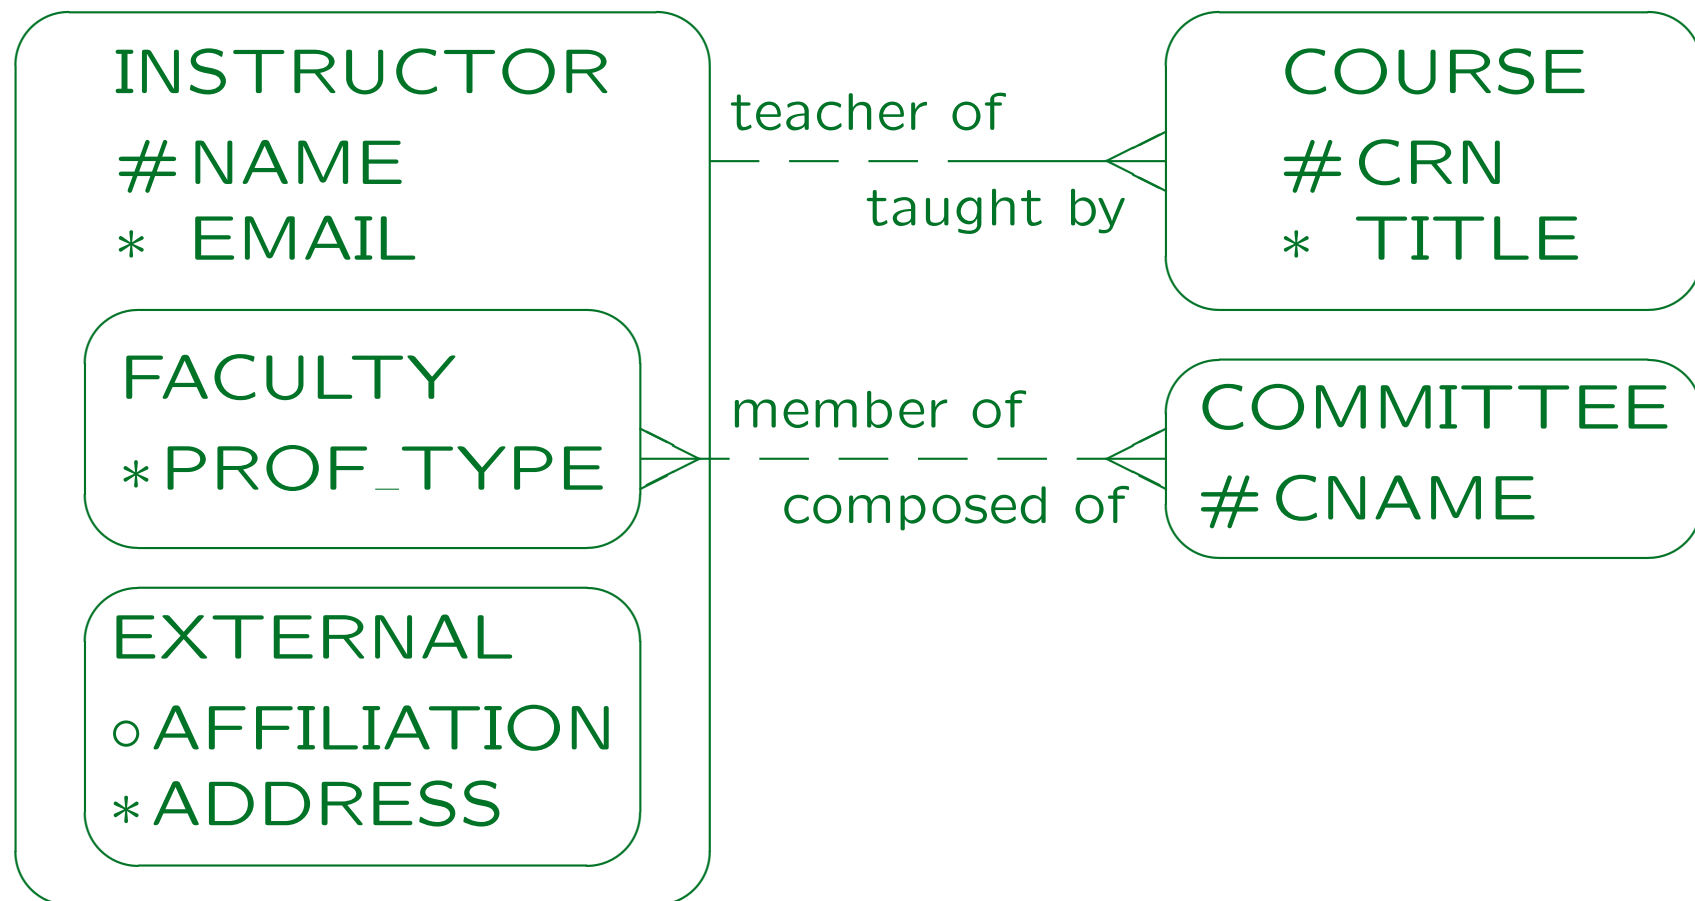 INSTRUCTOR
# NAME
* EMAIL
FACULTY
* PROF_TYPE
EXTERNAL
○ AFFILIATION
* ADDRESS
teacher of
taught by
member of
composed of
COURSE
# CRN
* TITLE
COMMITTEE
# CNAME